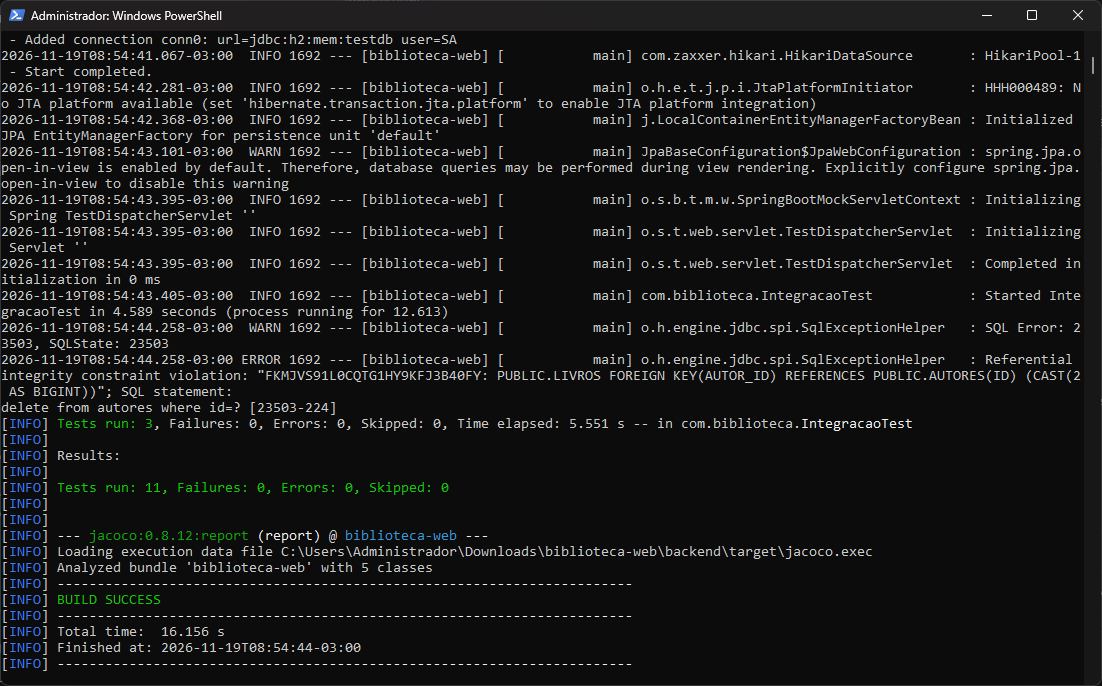 Administrador: Windows PowerShell
 - Added connection conn0: url=jdbc:h2:mem:testdb user=SA
2026-11-19T08:54:41.067-03:00  INFO 1692 --- [biblioteca-web] [           main] com.zaxxer.hikari.HikariDataSource       : HikariPool-1
 - Start completed.
2026-11-19T08:54:42.281-03:00  INFO 1692 --- [biblioteca-web] [           main] o.h.e.t.j.p.i.JtaPlatformInitiator       : HHH000489: N
o JTA platform available (set 'hibernate.transaction.jta.platform' to enable JTA platform integration)
2026-11-19T08:54:42.368-03:00  INFO 1692 --- [biblioteca-web] [           main] j.LocalContainerEntityManagerFactoryBean : Initialized
JPA EntityManagerFactory for persistence unit 'default'
2026-11-19T08:54:43.101-03:00  WARN 1692 --- [biblioteca-web] [           main] JpaBaseConfiguration$JpaWebConfiguration : spring.jpa.o
pen-in-view is enabled by default. Therefore, database queries may be performed during view rendering. Explicitly configure spring.jpa.
open-in-view to disable this warning
2026-11-19T08:54:43.395-03:00  INFO 1692 --- [biblioteca-web] [           main] o.s.b.t.m.w.SpringBootMockServletContext : Initializing
 Spring TestDispatcherServlet ''
2026-11-19T08:54:43.395-03:00  INFO 1692 --- [biblioteca-web] [           main] o.s.t.web.servlet.TestDispatcherServlet  : Initializing
 Servlet ''
2026-11-19T08:54:43.395-03:00  INFO 1692 --- [biblioteca-web] [           main] o.s.t.web.servlet.TestDispatcherServlet  : Completed in
itialization in 0 ms
2026-11-19T08:54:43.405-03:00  INFO 1692 --- [biblioteca-web] [           main] com.biblioteca.IntegracaoTest            : Started Inte
gracaoTest in 4.589 seconds (process running for 12.613)
2026-11-19T08:54:44.258-03:00  WARN 1692 --- [biblioteca-web] [           main] o.h.engine.jdbc.spi.SqlExceptionHelper   : SQL Error: 2
3503, SQLState: 23503
2026-11-19T08:54:44.258-03:00 ERROR 1692 --- [biblioteca-web] [           main] o.h.engine.jdbc.spi.SqlExceptionHelper   : Referential
integrity constraint violation: "FKMJVS91L0CQTG1HY9KFJ3B40FY: PUBLIC.LIVROS FOREIGN KEY(AUTOR_ID) REFERENCES PUBLIC.AUTORES(ID) (CAST(2
 AS BIGINT))"; SQL statement:
delete from autores where id=? [23503-224]
[INFO] Tests run: 3, Failures: 0, Errors: 0, Skipped: 0, Time elapsed: 5.551 s -- in com.biblioteca.IntegracaoTest
[INFO]
[INFO] Results:
[INFO]
[INFO] Tests run: 11, Failures: 0, Errors: 0, Skipped: 0
[INFO]
[INFO]
[INFO] --- jacoco:0.8.12:report (report) @ biblioteca-web ---
[INFO] Loading execution data file C:\Users\Administrador\Downloads\biblioteca-web\backend\target\jacoco.exec
[INFO] Analyzed bundle 'biblioteca-web' with 5 classes
[INFO] ------------------------------------------------------------------------
[INFO] BUILD SUCCESS
[INFO] ------------------------------------------------------------------------
[INFO] Total time:  16.156 s
[INFO] Finished at: 2026-11-19T08:54:44-03:00
[INFO] ------------------------------------------------------------------------